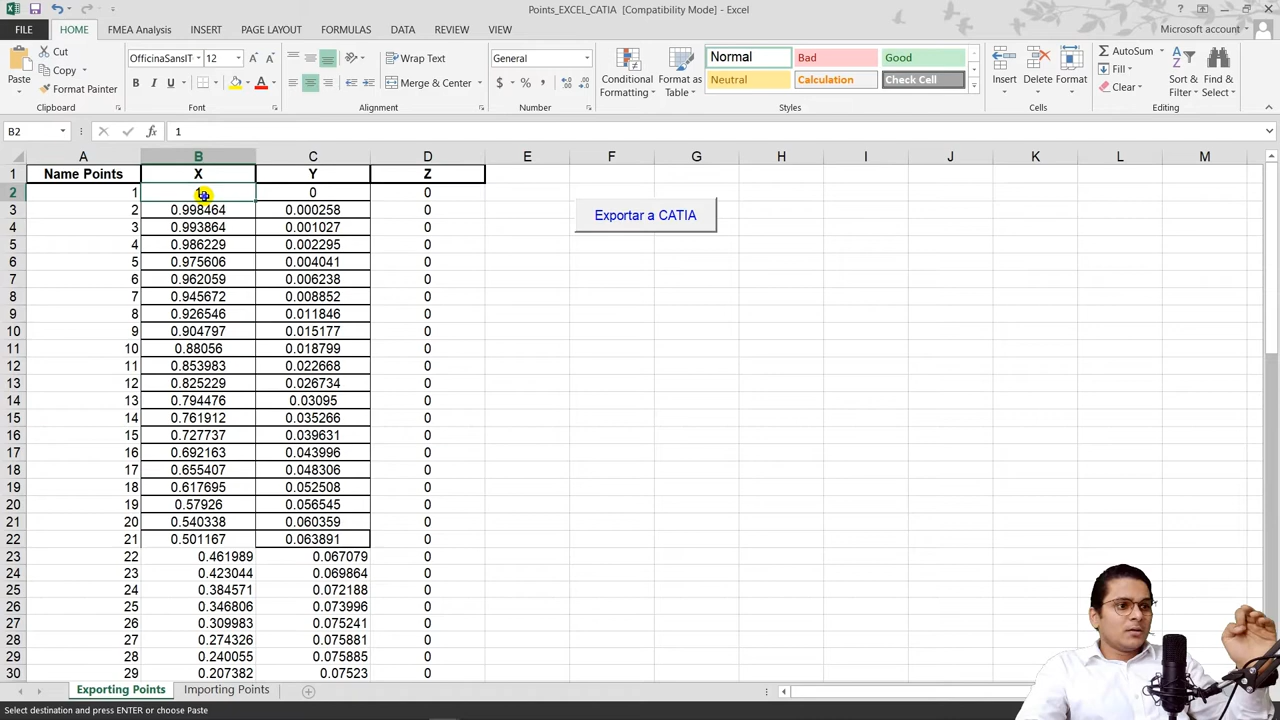 Points_EXCEL_CATIA [Compatibility Mode] - Excel
FILE HOME FMEA Analysis INSERT PAGE LAYOUT FORMULAS DATA REVIEW VIEW Microsoft account
Paste
Cut
Copy
Format Painter
Clipboard
OfficinaSansIT 12
B I U
Font
Wrap Text
Merge & Center
Alignment
General
$ % ,
Number
Conditional Formatting
Format as Table
Normal Bad Good
Neutral Calculation Check Cell
Styles
Insert Delete Format
Cells
AutoSum
Fill
Clear
Sort & Filter
Find & Select
Editing
B2 fx 1
A B C D E F G H I J K L M
1 Name Points X Y Z
2 1 1 0 0
3 2 0.998464 0.000258 0
4 3 0.993864 0.001027 0
5 4 0.986229 0.002295 0
6 5 0.975606 0.004041 0
7 6 0.962059 0.006238 0
8 7 0.945672 0.008852 0
9 8 0.926546 0.011846 0
10 9 0.904797 0.015177 0
11 10 0.88056 0.018799 0
12 11 0.853983 0.022668 0
13 12 0.825229 0.026734 0
14 13 0.794476 0.03095 0
15 14 0.761912 0.035266 0
16 15 0.727737 0.039631 0
17 16 0.692163 0.043996 0
18 17 0.655407 0.048306 0
19 18 0.617695 0.052508 0
20 19 0.57926 0.056545 0
21 20 0.540338 0.060359 0
22 21 0.501167 0.063891 0
23 22 0.461989 0.067079 0
24 23 0.423044 0.069864 0
25 24 0.384571 0.072188 0
26 25 0.346806 0.073996 0
27 26 0.309983 0.075241 0
28 27 0.274326 0.075881 0
29 28 0.240055 0.075885 0
30 29 0.207382 0.07523 0
Exportar a CATIA
Exporting Points Importing Points
Select destination and press ENTER or choose Paste